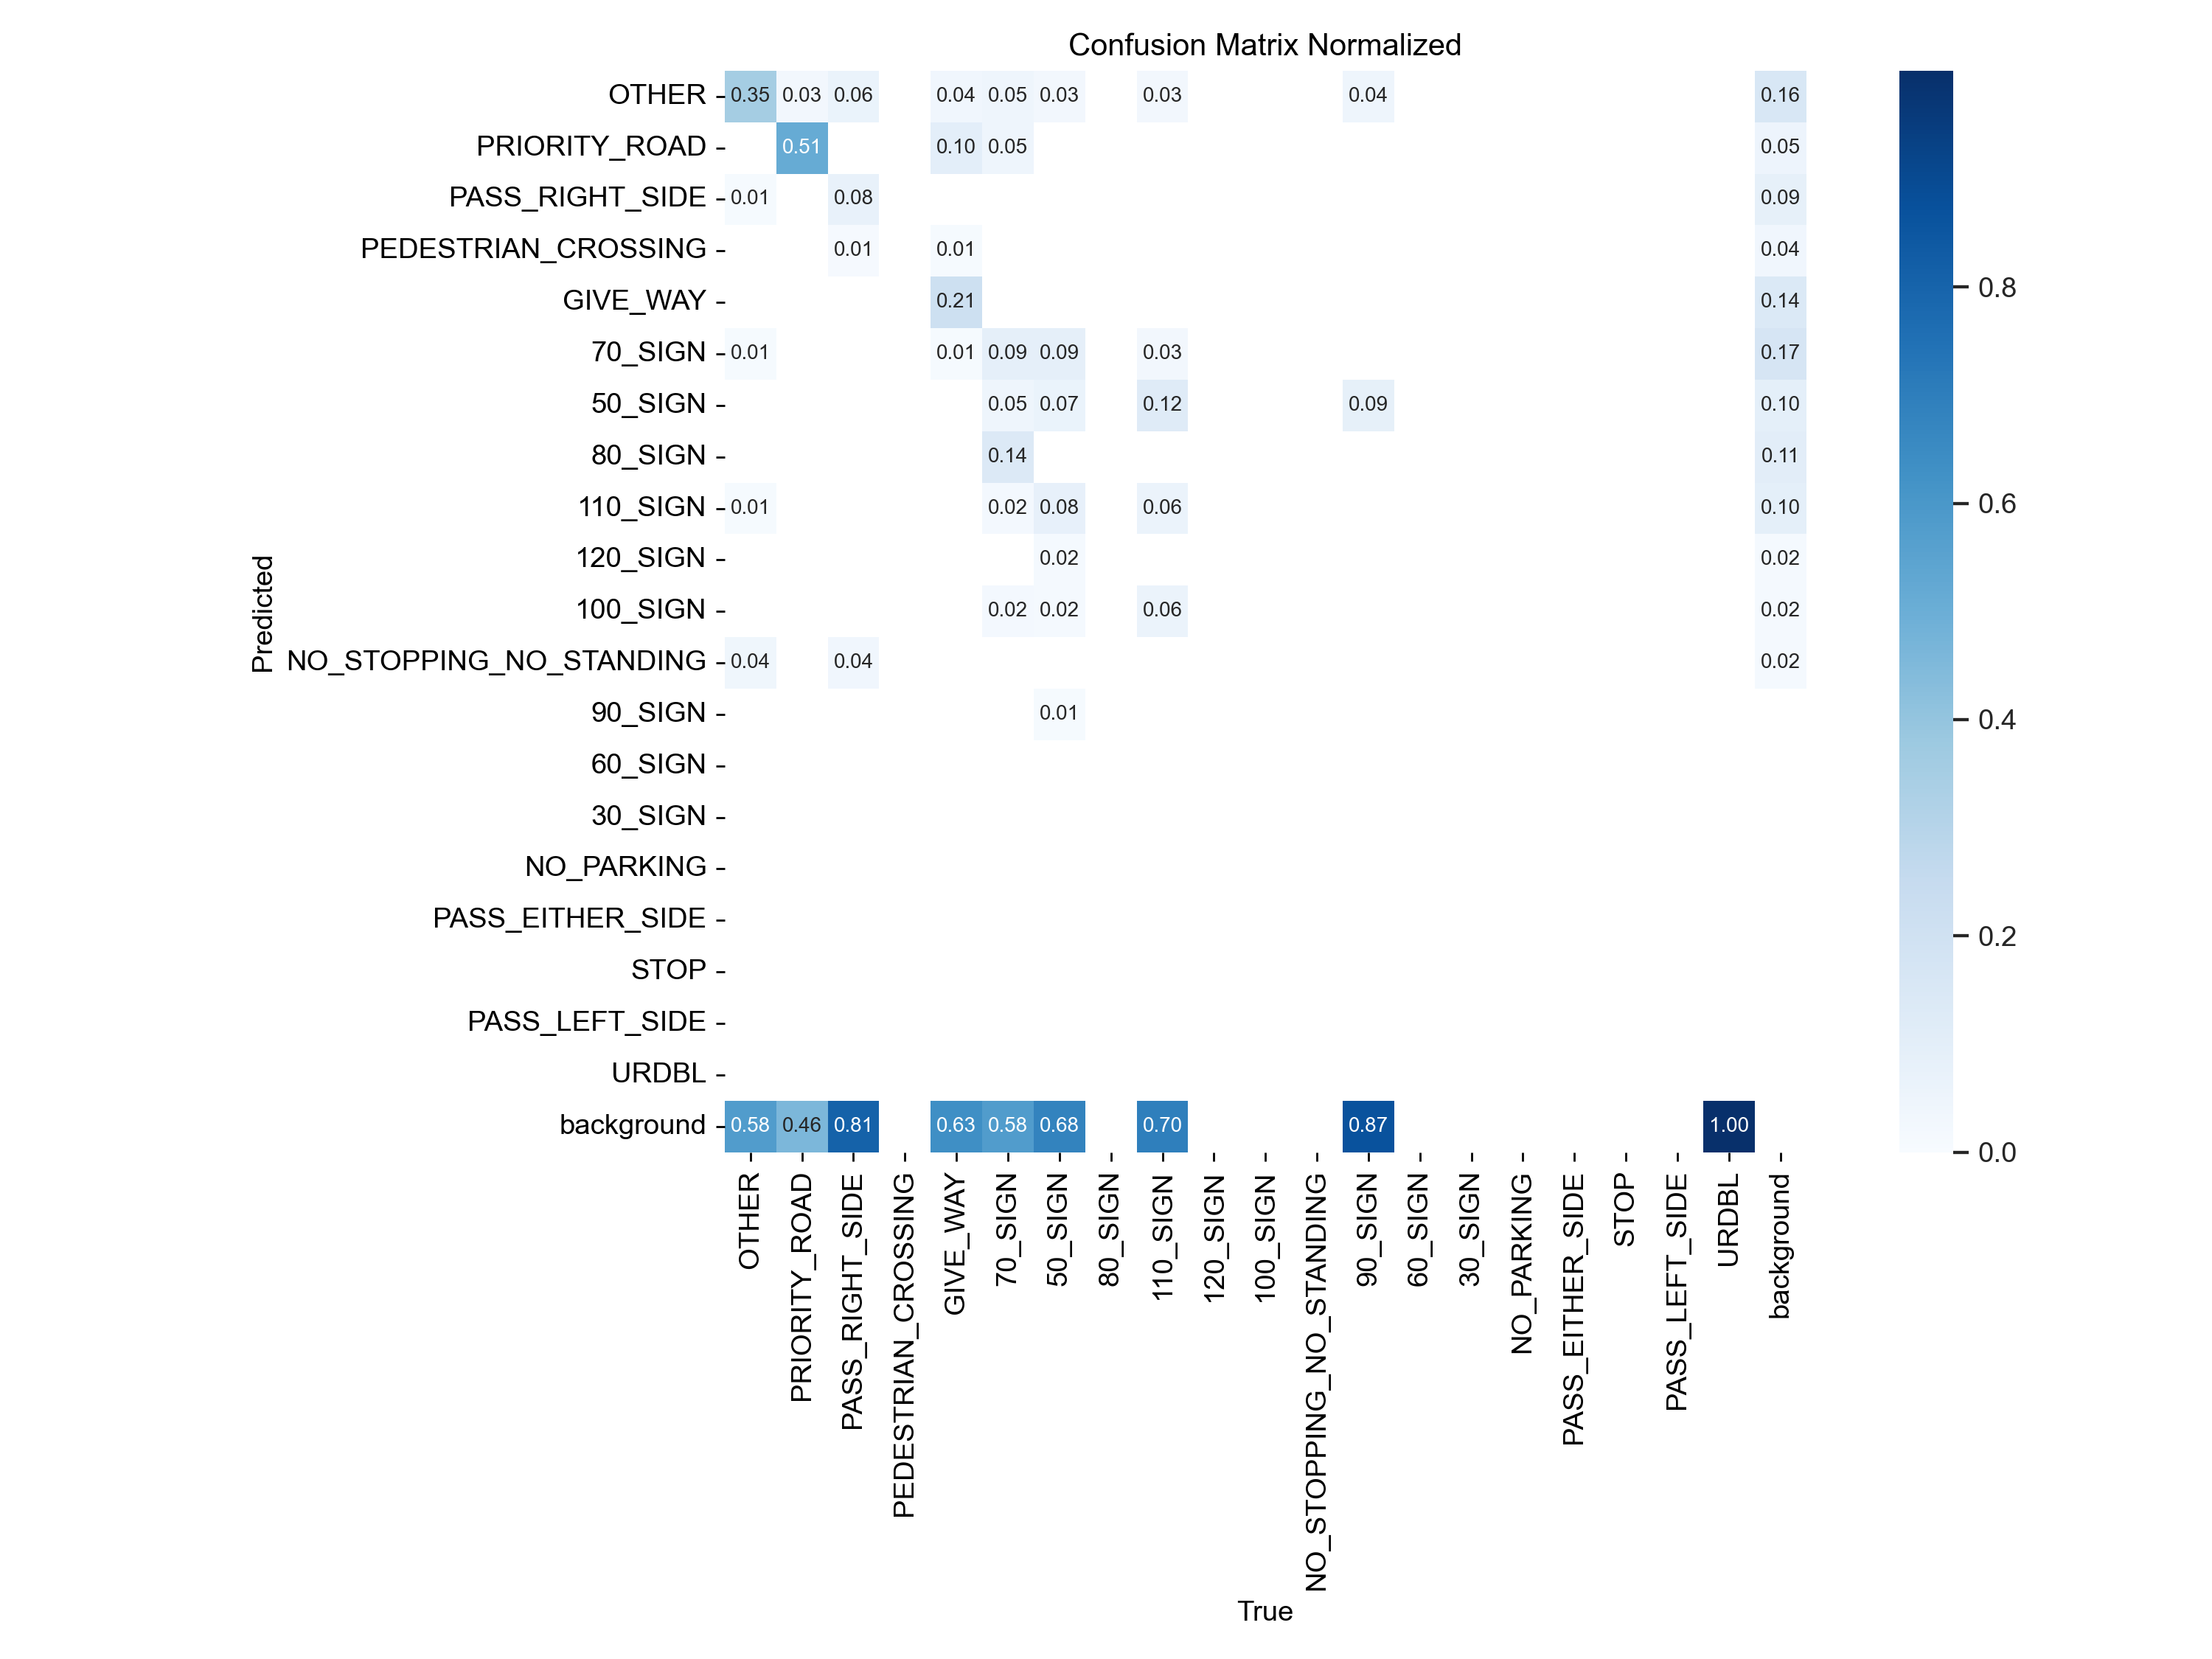 Confusion Matrix Normalized
OTHER 0.35 0.03 0.06 0.04 0.05 0.03 0.03 0.04 0.16
PRIORITY_ROAD 0.51 0.10 0.05 0.05
PASS_RIGHT_SIDE 0.01 0.08 0.09
PEDESTRIAN_CROSSING 0.01 0.01 0.04
GIVE_WAY 0.21 0.14
70_SIGN 0.01 0.01 0.09 0.09 0.03 0.17
50_SIGN 0.05 0.07 0.12 0.09 0.10
80_SIGN 0.14 0.11
110_SIGN 0.01 0.02 0.08 0.06 0.10
120_SIGN 0.02 0.02
100_SIGN 0.02 0.02 0.06 0.02
NO_STOPPING_NO_STANDING 0.04 0.04 0.02
90_SIGN 0.01
60_SIGN
30_SIGN
NO_PARKING
PASS_EITHER_SIDE
STOP
PASS_LEFT_SIDE
URDBL
background 0.58 0.46 0.81 0.63 0.58 0.68 0.70 0.87 1.00
Predicted
OTHER
PRIORITY_ROAD
PASS_RIGHT_SIDE
PEDESTRIAN_CROSSING
GIVE_WAY
70_SIGN
50_SIGN
80_SIGN
110_SIGN
120_SIGN
100_SIGN
NO_STOPPING_NO_STANDING
90_SIGN
60_SIGN
30_SIGN
NO_PARKING
PASS_EITHER_SIDE
STOP
PASS_LEFT_SIDE
URDBL
background
True
0.8
0.6
0.4
0.2
0.0